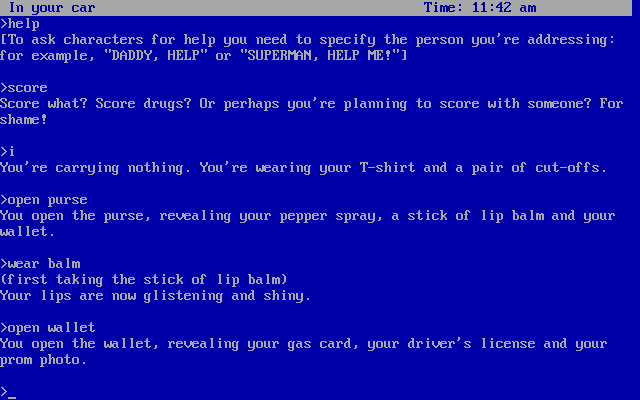 In your car Time: 11:42 am
>help
[To ask characters for help you need to specify the person you're addressing:
for example, "DADDY, HELP" or "SUPERMAN, HELP ME!"]
>score
Score what? Score drugs? Or perhaps you're planning to score with someone? For
shame!
>i
You're carrying nothing. You're wearing your T-shirt and a pair of cut-offs.
>open purse
You open the purse, revealing your pepper spray, a stick of lip balm and your
wallet.
>wear balm
(first taking the stick of lip balm)
Your lips are now glistening and shiny.
>open wallet
You open the wallet, revealing your gas card, your driver's license and your
prom photo.
>_